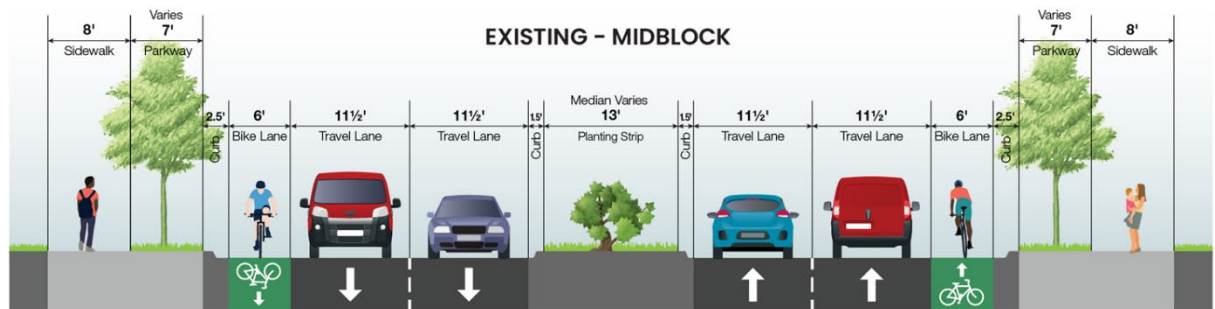 EXISTING - MIDBLOCK
8'
Sidewalk
Varies
7'
Parkway
2.5'
Curb
6'
Bike Lane
11½'
Travel Lane
11½'
Travel Lane
1.5'
Curb
Median Varies
13'
Planting Strip
1.5'
Curb
11½'
Travel Lane
11½'
Travel Lane
6'
Bike Lane
2.5'
Curb
Varies
7'
Parkway
8'
Sidewalk